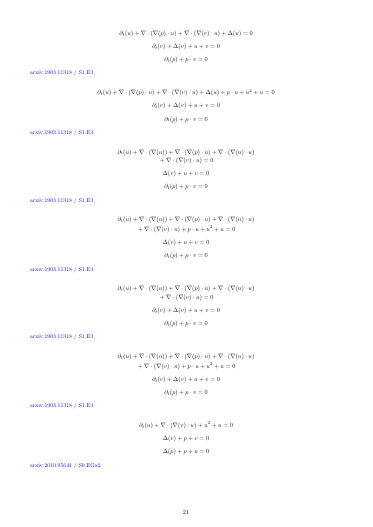 ∂ₜ(u) + ∇ · (∇(p) · u) + ∇ · (∇(v) · u) + Δ(u) = 0
∂ₜ(v) + Δ(v) + u + v = 0
∂ₜ(p) + p · v = 0
arxiv:1903.11318 / S1.E3
∂ₜ(u) + ∇ · (∇(p) · u) + ∇ · (∇(v) · u) + Δ(u) + p · u + u² + u = 0
∂ₜ(v) + Δ(v) + u + v = 0
∂t(p) + p · v = 0
arxiv:1903.11318 / S1.E3
∂t(u) + ∇ · (∇(u)) + ∇ · (∇(p) · u) + ∇ · (∇(u) · u)
+ ∇ · (∇(v) · u) = 0
Δ(v) + u + v = 0
∂ₜ(p) + p · v = 0
arxiv:1903.11318 / S1.E3
∂ₜ(u) + ∇ · (∇(u)) + ∇ · (∇(p) · u) + ∇ · (∇(u) · u)
+ ∇ · (∇(v) · u) + p · u + u² + u = 0
Δ(v) + u + v = 0
∂ₜ(p) + p · v = 0
arxiv:1903.11318 / S1.E3
∂ₜ(u) + ∇ · (∇(u)) + ∇ · (∇(p) · u) + ∇ · (∇(u) · u)
+ ∇ · (∇(v) · u) = 0
∂ₜ(v) + Δ(v) + u + v = 0
∂ₜ(p) + p · v = 0
arxiv:1903.11318 / S1.E3
∂ₜ(u) + ∇ · (∇(u)) + ∇ · (∇(p) · u) + ∇ · (∇(u) · u)
+ ∇ · (∇(v) · u) + p · u + u² + u = 0
∂ₜ(v) + Δ(v) + u + v = 0
∂ₜ(p) + p · v = 0
arxiv:1903.11318 / S1.E3
∂ₜ(u) + ∇ · (∇(v) · u) + u² + u = 0
Δ(v) + p + v = 0
Δ(p) + p + u = 0
arxiv:2010.05641 / S0.EGx2
21